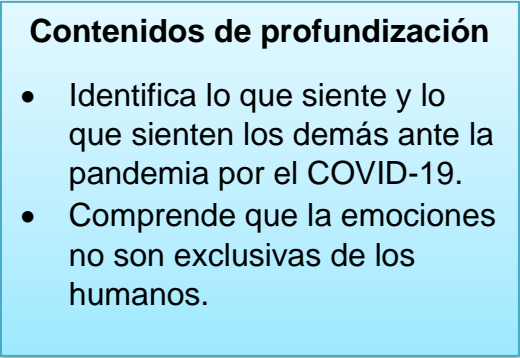 Contenidos de profundización
• Identifica lo que siente y lo
que sienten los demás ante la
pandemia por el COVID-19.
• Comprende que la emociones
no son exclusivas de los
humanos.